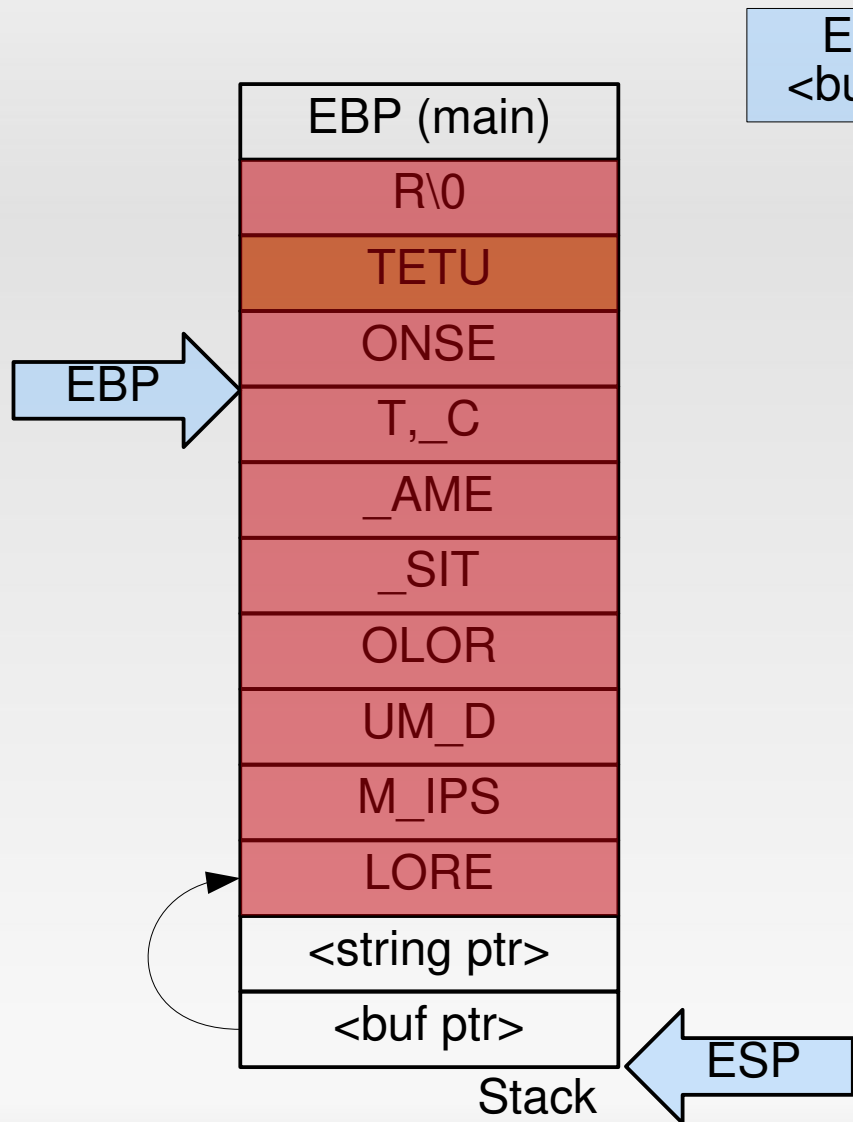 E
<bu
EBP (main)
R\0
TETU
ONSE
EBP
T,_C
_AME
_SIT
OLOR
UM_D
M_IPS
LORE
<string ptr>
<buf ptr>
ESP
Stack